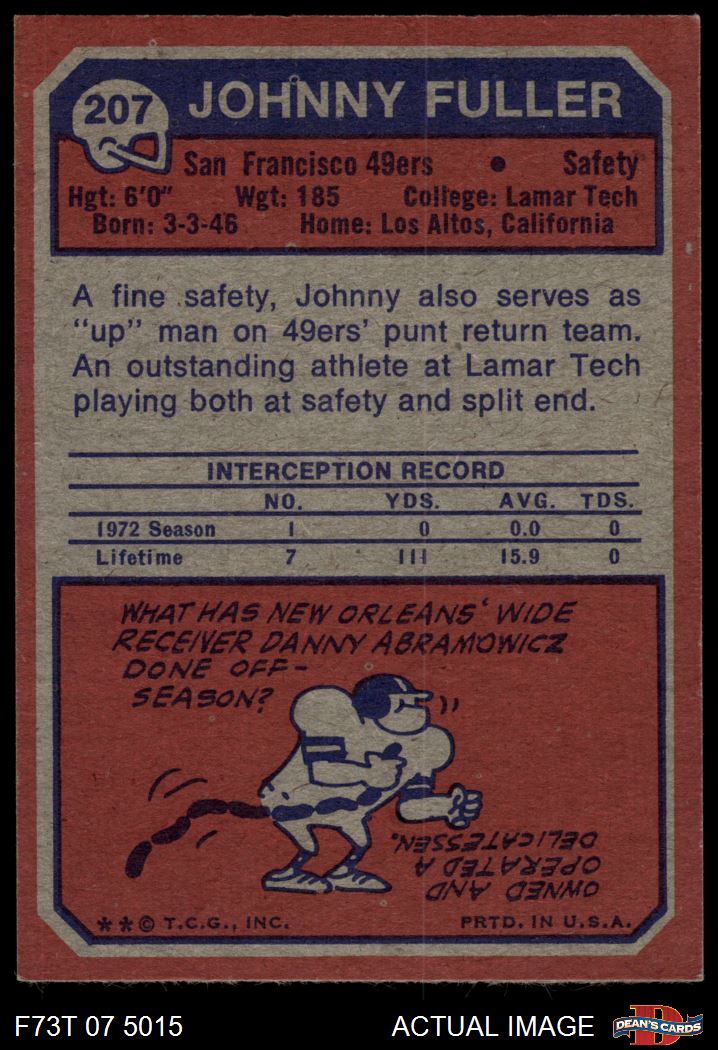 207
JOHNNY FULLER
San Francisco 49ers • Safety
Hgt: 6'0" Wgt: 185 College: Lamar Tech
Born: 3-3-46 Home: Los Altos, California
A fine safety, Johnny also serves as
"up" man on 49ers' punt return team.
An outstanding athlete at Lamar Tech
playing both at safety and split end.
INTERCEPTION RECORD
NO. YDS. AVG. TDS.
1972 Season 1 0 0.0 0
Lifetime 7 111 15.9 0
WHAT HAS NEW ORLEANS' WIDE
RECEIVER DANNY ABRAMOWICZ
DONE OFF-
SEASON?
OWNED AND
OPERATED A
DELICATESSEN.
**© T.C.G., INC. PRTD. IN U.S.A.
F73T 07 5015 ACTUAL IMAGE
D
DEAN'S CARDS